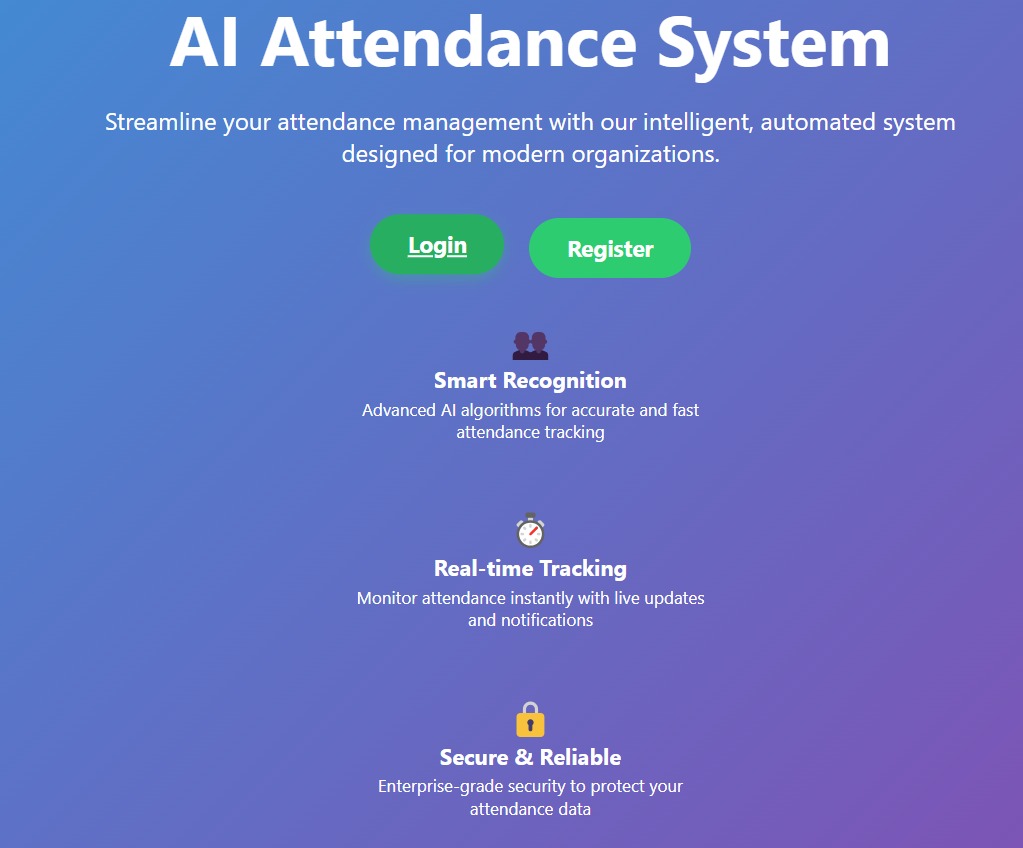 AI Attendance System
Streamline your attendance management with our intelligent, automated system
designed for modern organizations.
Login
Register
Smart Recognition
Advanced AI algorithms for accurate and fast
attendance tracking
Real-time Tracking
Monitor attendance instantly with live updates
and notifications
Secure & Reliable
Enterprise-grade security to protect your
attendance data